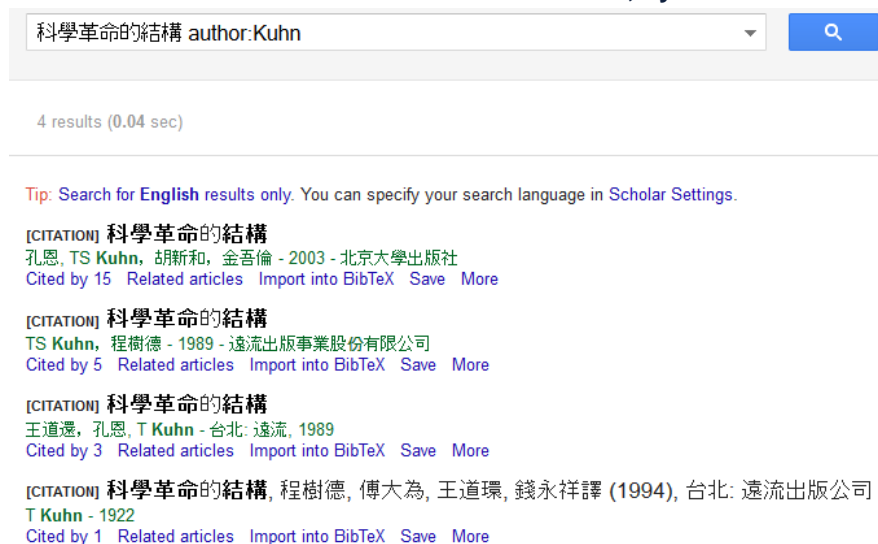 科學革命的結構 author:Kuhn
4 results (0.04 sec)
Tip: Search for English results only. You can specify your search language in Scholar Settings.
[CITATION] 科學革命的結構
孔恩, TS Kuhn, 胡新和, 金吾倫 - 2003 - 北京大學出版社
Cited by 15 Related articles Import into BibTeX Save More
[CITATION] 科學革命的結構
TS Kuhn, 程樹德 - 1989 - 遠流出版事業股份有限公司
Cited by 5 Related articles Import into BibTeX Save More
[CITATION] 科學革命的結構
王道還, 孔恩, T Kuhn - 台北: 遠流, 1989
Cited by 3 Related articles Import into BibTeX Save More
[CITATION] 科學革命的結構, 程樹德, 傅大為, 王道環, 錢永祥譯 (1994), 台北: 遠流出版公司
T Kuhn - 1922
Cited by 1 Related articles Import into BibTeX Save More